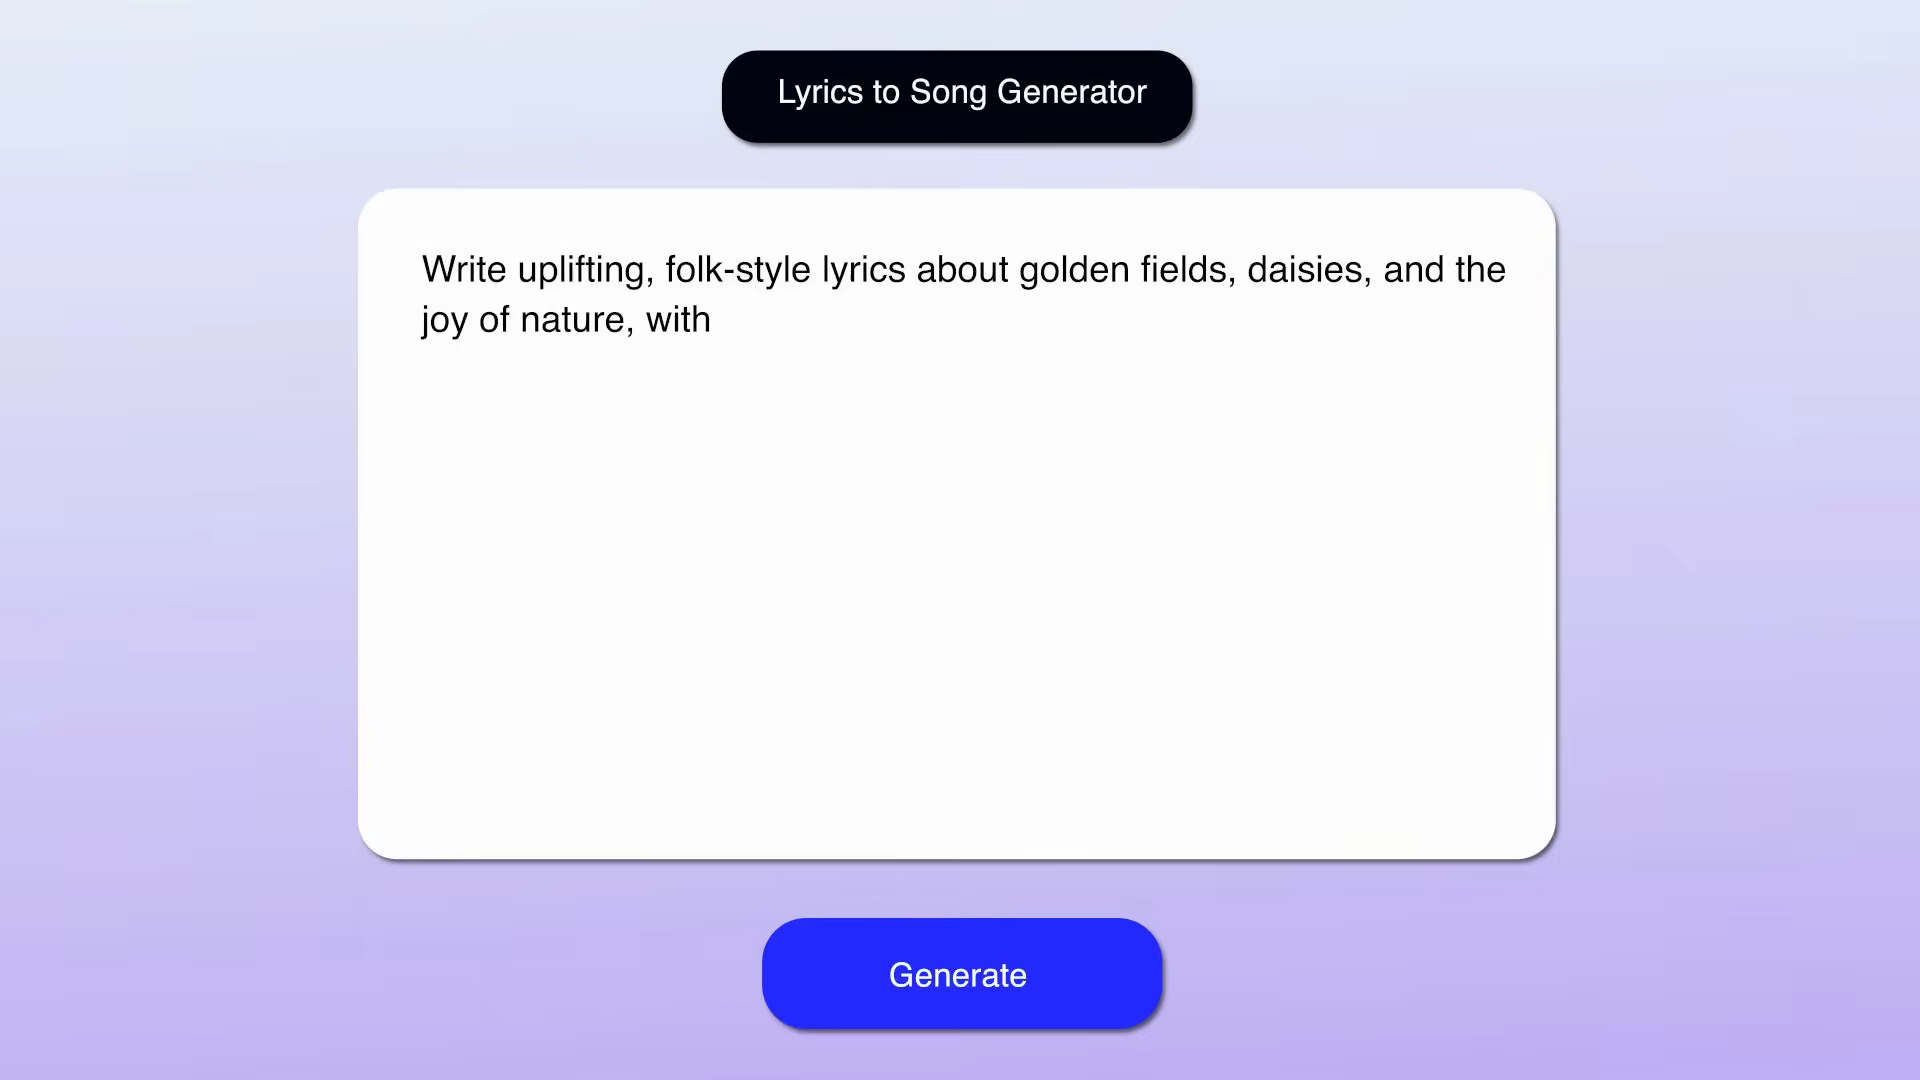 Lyrics to Song Generator
Write uplifting, folk-style lyrics about golden fields, daisies, and the
joy of nature, with
Generate